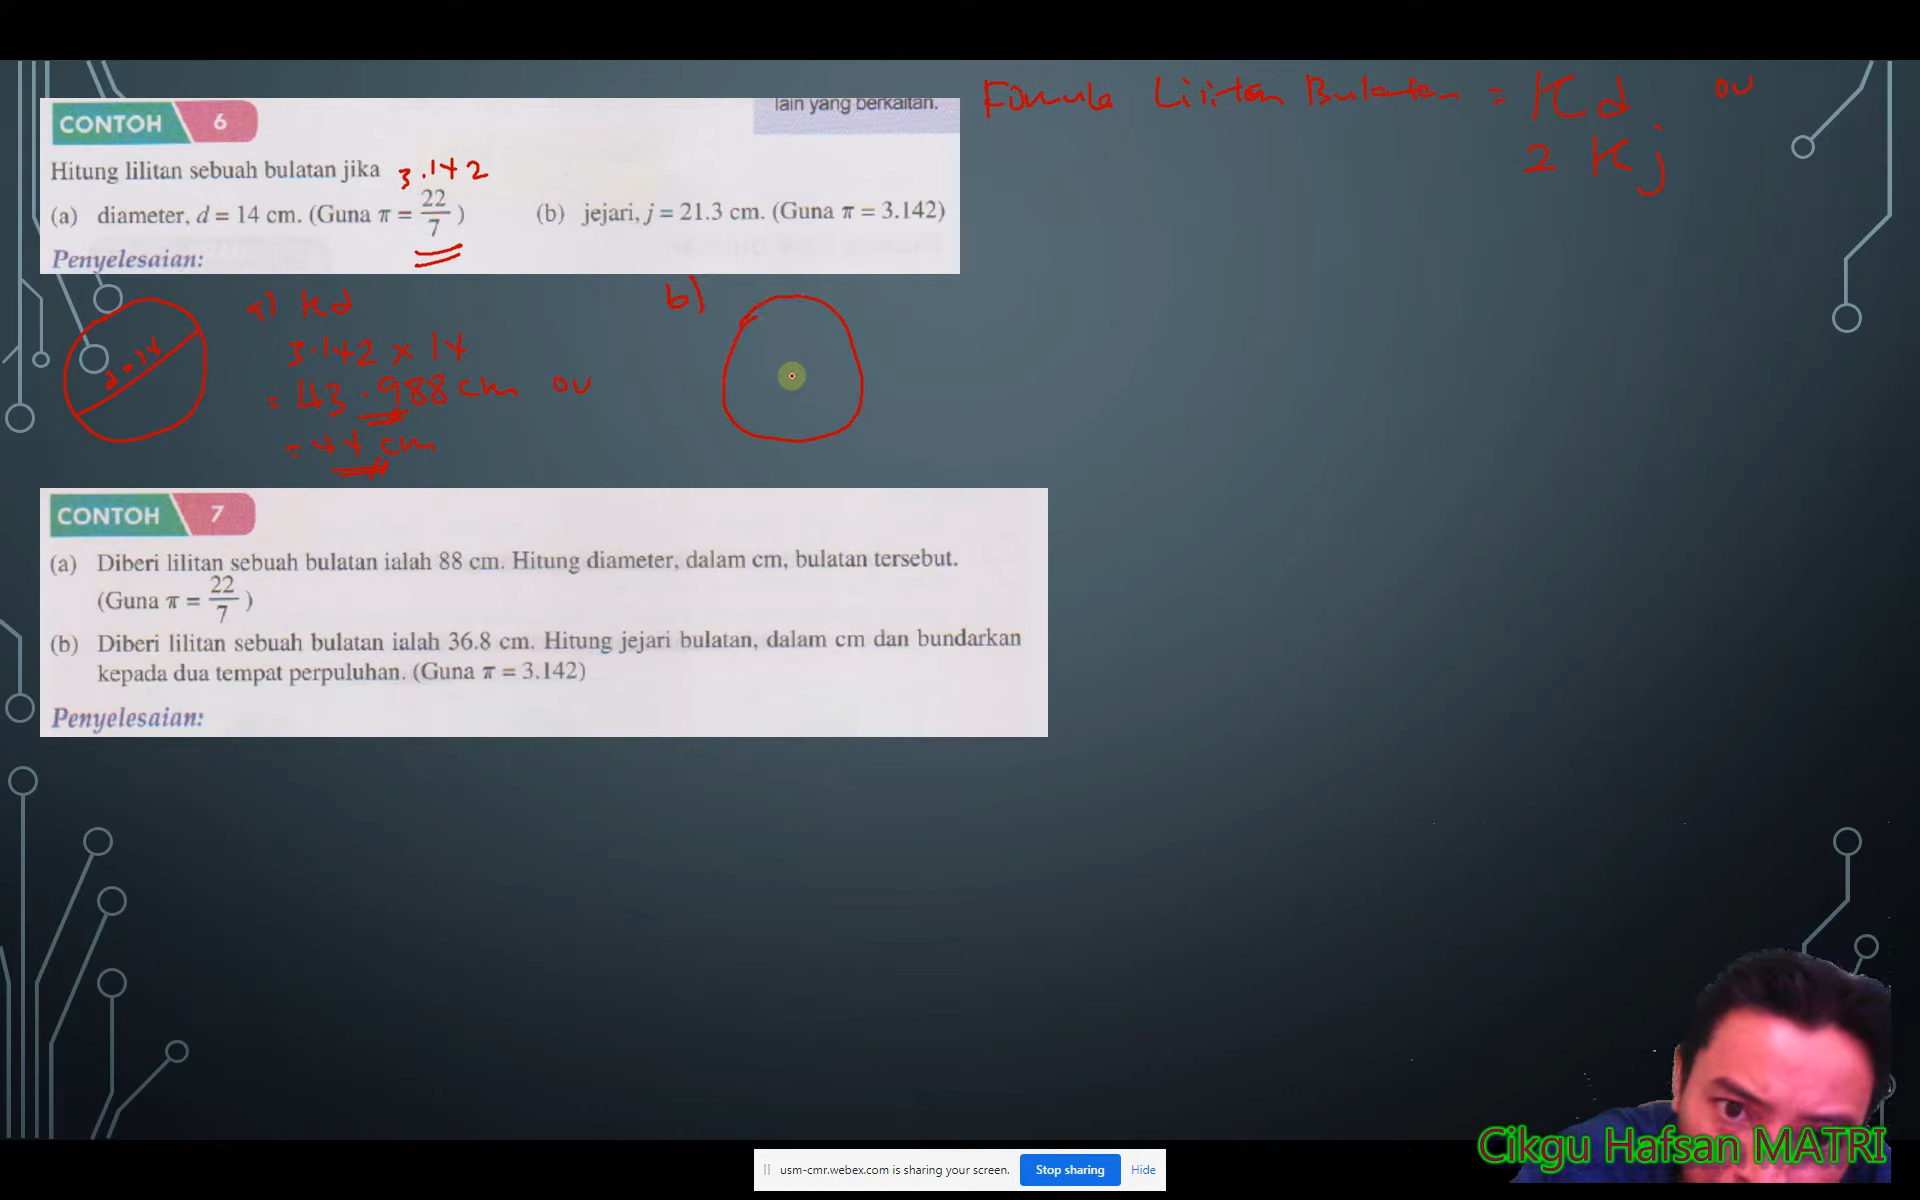 lain yang berkaitan.
Formula Lilitan Bulatan = πd ou
2πj
CONTOH 6
Hitung lilitan sebuah bulatan jika
3.142
(a) diameter, d = 14 cm. (Guna π = 22/7)
(b) jejari, j = 21.3 cm. (Guna π = 3.142)
Penyelesaian:
d = 14
a) πd
3.142 x 14
= 43.988 cm ou
= 44 cm
b)
CONTOH 7
(a) Diberi lilitan sebuah bulatan ialah 88 cm. Hitung diameter, dalam cm, bulatan tersebut.
(Guna π = 22/7)
(b) Diberi lilitan sebuah bulatan ialah 36.8 cm. Hitung jejari bulatan, dalam cm dan bundarkan
kepada dua tempat perpuluhan. (Guna π = 3.142)
Penyelesaian:
Cikgu Hafsan MATRI
usm-cmr.webex.com is sharing your screen. Stop sharing Hide